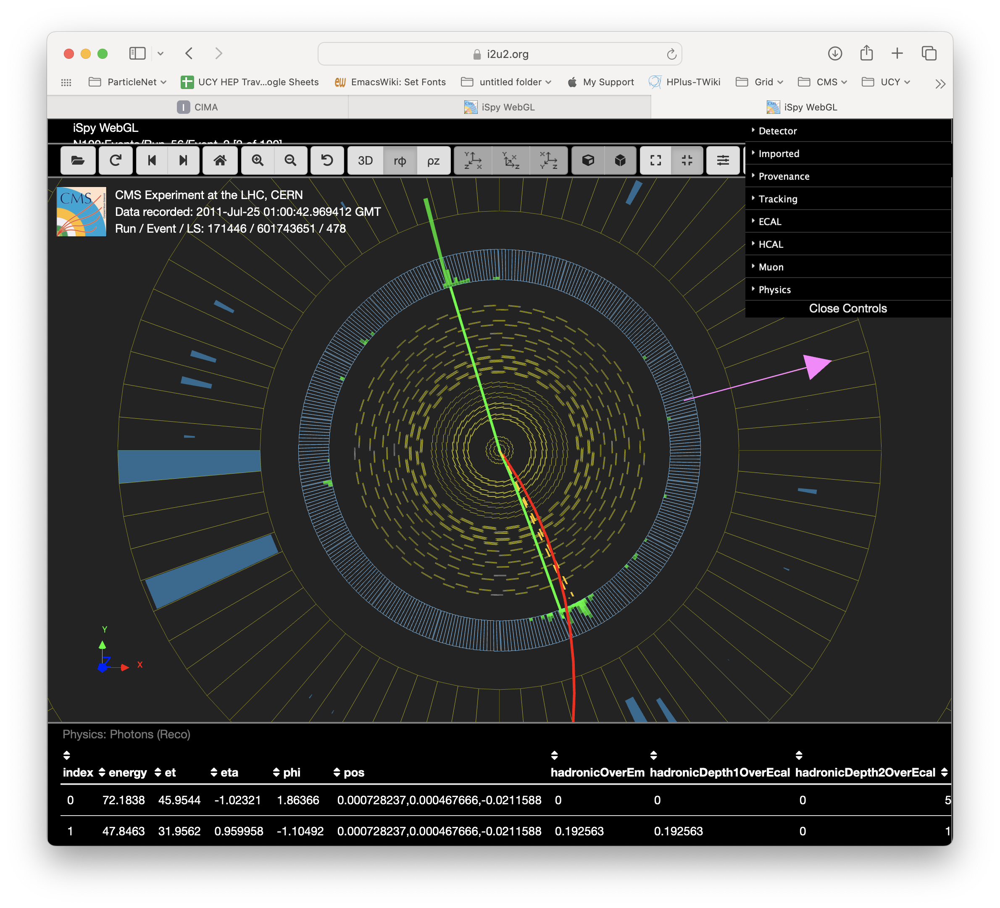 i2u2.org
ParticleNet
UCY HEP Trav...ogle Sheets
EmacsWiki: Set Fonts
untitled folder
My Support
HPlus-TWiki
Grid
CMS
UCY
I CIMA
iSpy WebGL
iSpy WebGL
iSpy WebGL
3D
rϕ
ρz
Detector
Imported
Provenance
Tracking
ECAL
HCAL
Muon
Physics
Close Controls
CMS
CMS Experiment at the LHC, CERN
Data recorded: 2011-Jul-25 01:00:42.969412 GMT
Run / Event / LS: 171446 / 601743651 / 478
Y
Z
X
Physics: Photons (Reco)
index energy et eta phi pos hadronicOverEm hadronicDepth1OverEcal hadronicDepth2OverEcal
0 72.1838 45.9544 -1.02321 1.86366 0.000728237,0.000467666,-0.0211588 0 0 0 5
1 47.8463 31.9562 0.959958 -1.10492 0.000728237,0.000467666,-0.0211588 0.192563 0.192563 0 1